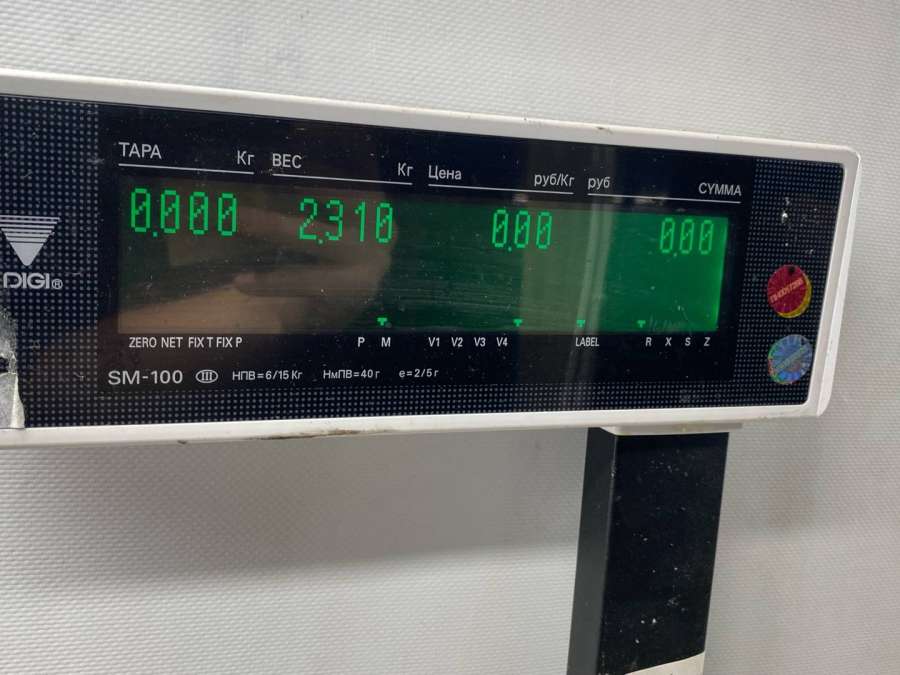 ТАРА Кг ВЕС Кг Цена руб/Кг руб СУММА
0.000 2.310 0.00 0.00
DIGI®
ZERO NET FIX T FIX P P M V1 V2 V3 V4 LABEL R X S Z
SM-100 III НПВ=6/15 Кг НмПВ=40 г e=2/5 г